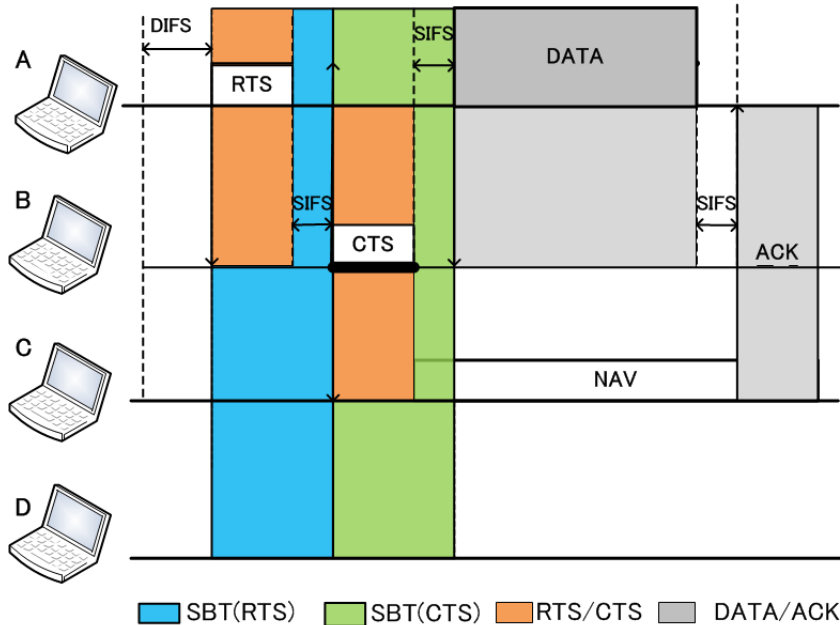 DIFS
SIFS
A
DATA
RTS
B
SIFS
SIFS
CTS
ACK
C
NAV
D
SBT(RTS)
SBT(CTS)
RTS/CTS
DATA/ACK